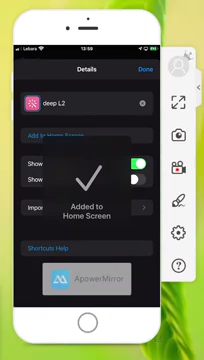 Lebara
13:59
Details
Done
deep L2
Add to Home Screen
Show
Show
Added to
Home Screen
Impor
Shortcuts Help
ApowerMirror